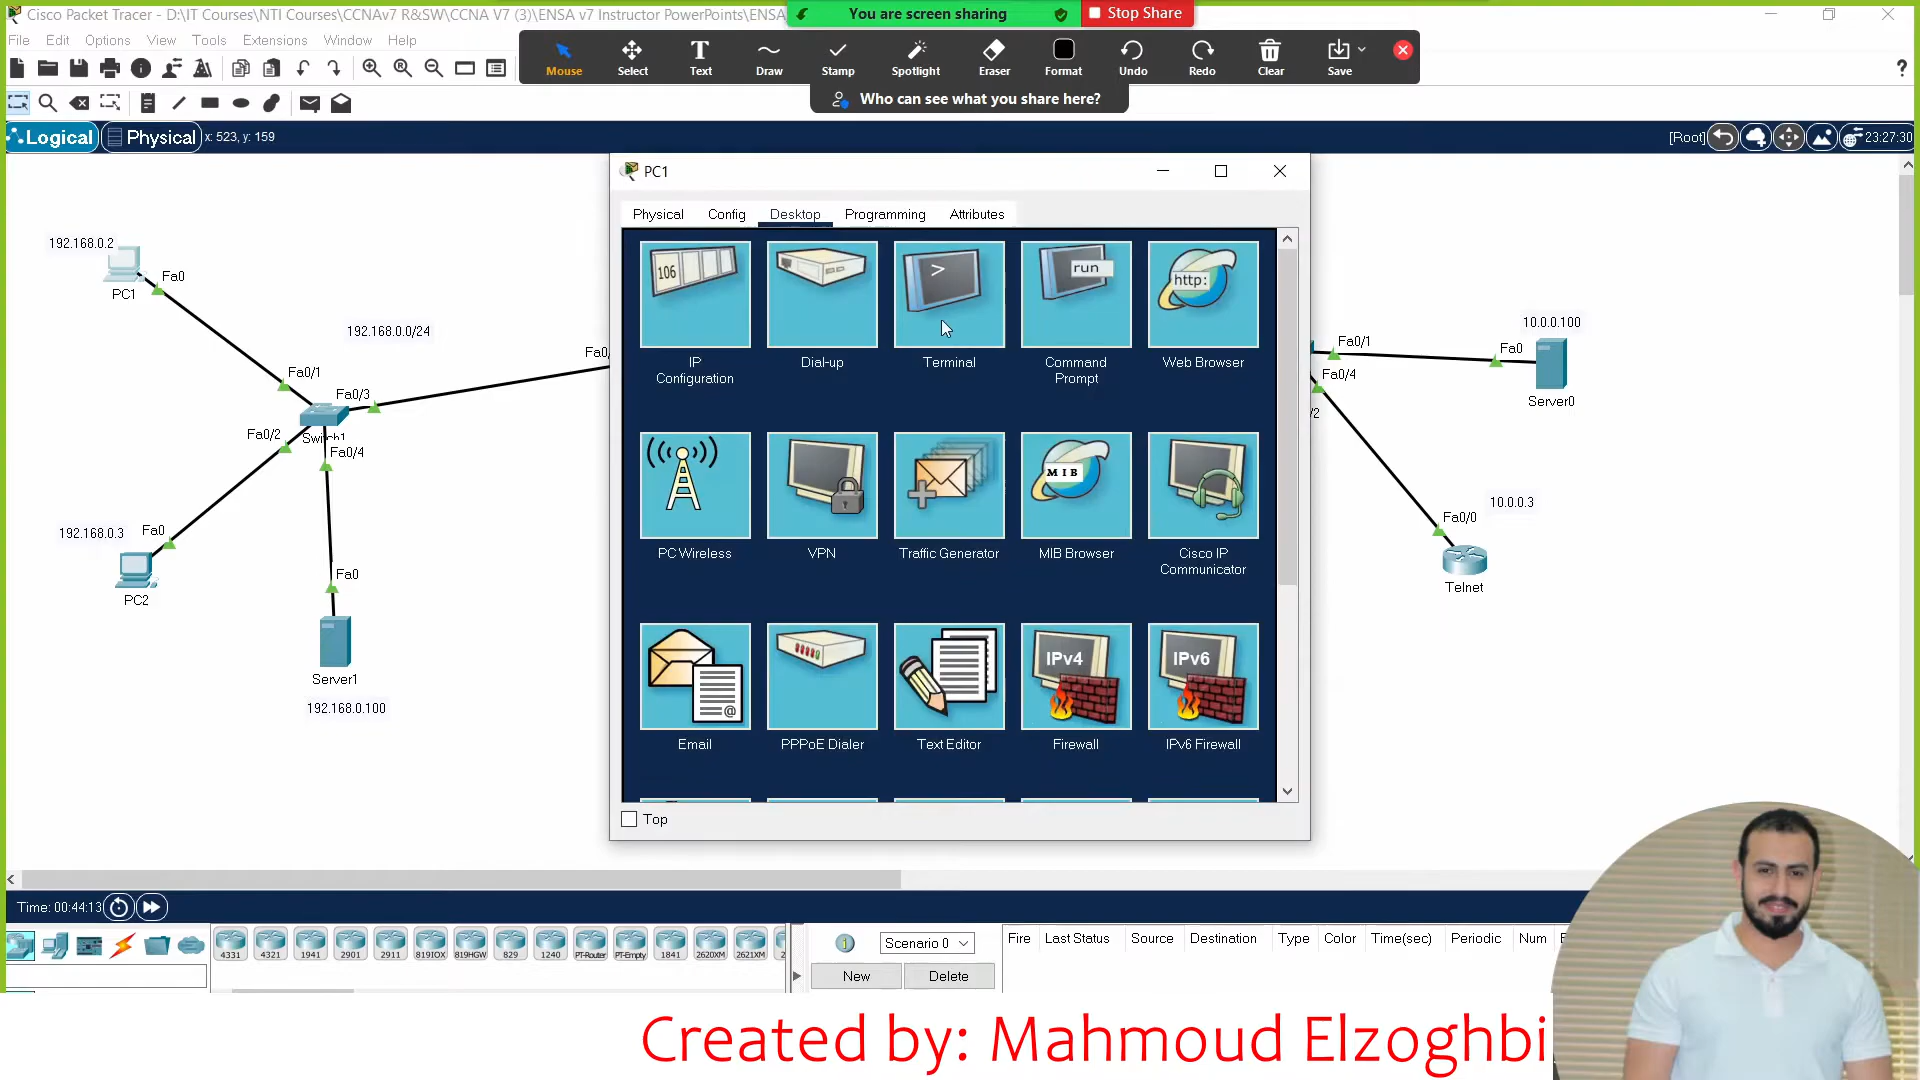 Cisco Packet Tracer - D:\IT Courses\NTI Courses\CCNAv7 R&SW\CCNA V7 (3)\ENSA v7 Instructor PowerPoints\ENSA
You are screen sharing
Stop Share
File Edit Options View Tools Extensions Window Help
Mouse Select Text Draw Stamp Spotlight Eraser Format Undo Redo Clear Save
Who can see what you share here?
Logical Physical x: 523, y: 159
[Root] 23:27:30
PC1
Physical Config Desktop Programming Attributes
106
run
http:
IP Configuration
Dial-up
Terminal
Command Prompt
Web Browser
MIB
PC Wireless
VPN
Traffic Generator
MIB Browser
Cisco IP Communicator
IPv4
IPv6
Email
PPPoE Dialer
Text Editor
Firewall
IPv6 Firewall
Top
192.168.0.2
Fa0
PC1
192.168.0.0/24
Fa0/1
Fa0/3
Fa0/2
Fa0/4
192.168.0.3
Fa0
PC2
Fa0
Server1
192.168.0.100
Fa0/1
Fa0/4
/2
10.0.0.100
Fa0
Server0
10.0.0.3
Fa0/0
Telnet
Time: 00:44:13
4331 4321 1941 2901 2911 819IOX 819HGW 829 1240 PT-Router PT-Empty 1841 2620XM 2621XM
Scenario 0
New Delete
Fire Last Status Source Destination Type Color Time(sec) Periodic Num
Created by: Mahmoud Elzoghbi